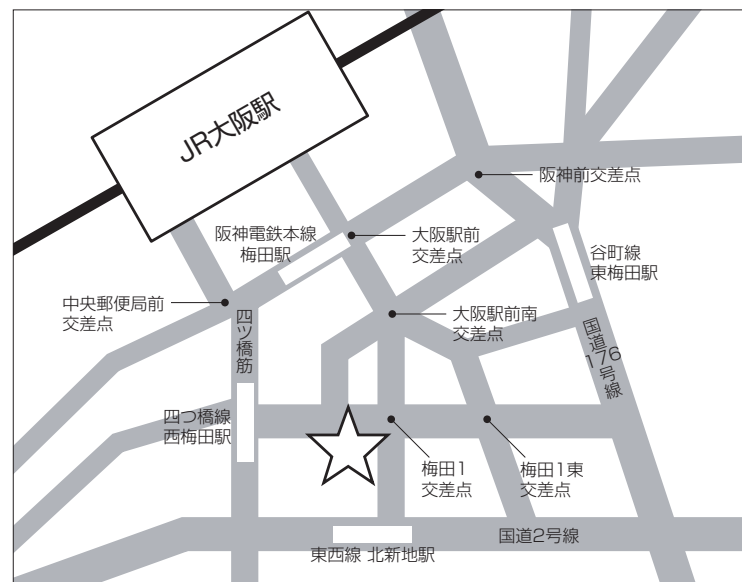 JR大阪駅
阪神前交差点
阪神電鉄本線
梅田駅
大阪駅前
交差点
谷町線
東梅田駅
中央郵便局前
交差点
四ツ橋筋
大阪駅前南
交差点
国道176号線
四つ橋線
西梅田駅
梅田1
交差点
梅田1東
交差点
国道2号線
東西線 北新地駅